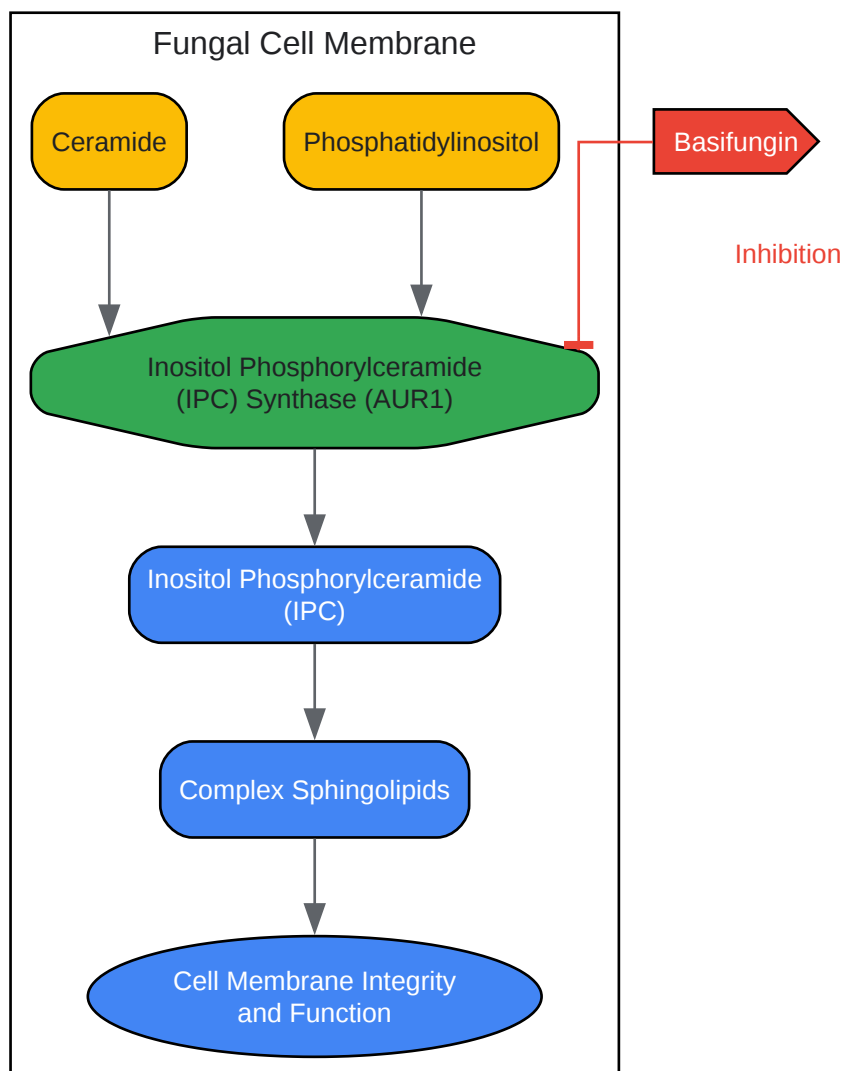 Fungal Cell Membrane
Ceramide
Phosphatidylinositol
Basifungin
Inhibition
Inositol Phosphorylceramide
(IPC) Synthase (AUR1)
Inositol Phosphorylceramide
(IPC)
Complex Sphingolipids
Cell Membrane Integrity
and Function